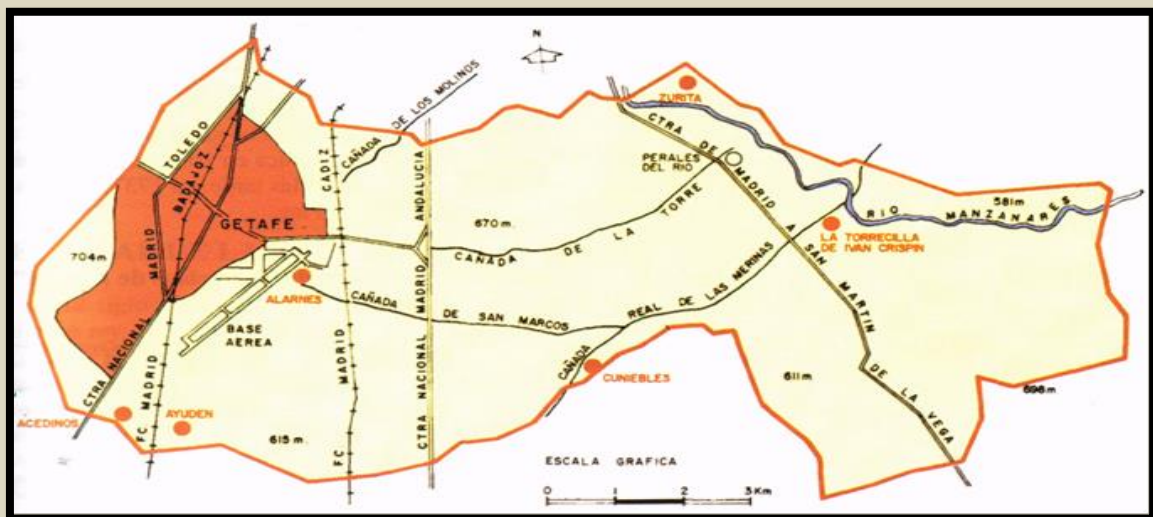 N
ZURITA
CAÑADA DE LOS MOLINOS
CTRA DE MADRID A SAN MARTIN DE LA VEGA
PERALES
DEL RÍO
CTRA NACIONAL MADRID TOLEDO
FC MADRID BADAJOZ
FC MADRID CADIZ
CTRA NACIONAL MADRID ANDALUCIA
GETAFE
670m.
581m
RIO MANZANARES
LA TORRECILLA
DE IVAN CRISPIN
CAÑADA DE LA TORRE
704m
ALARNES
CAÑADA DE SAN MARCOS
CAÑADA REAL DE LAS MERINAS
BASE
AEREA
CUNIEBLES
611m
698m
ACEDINOS
AYUDEN
615m.
ESCALA GRAFICA
0 1 2 3 Km